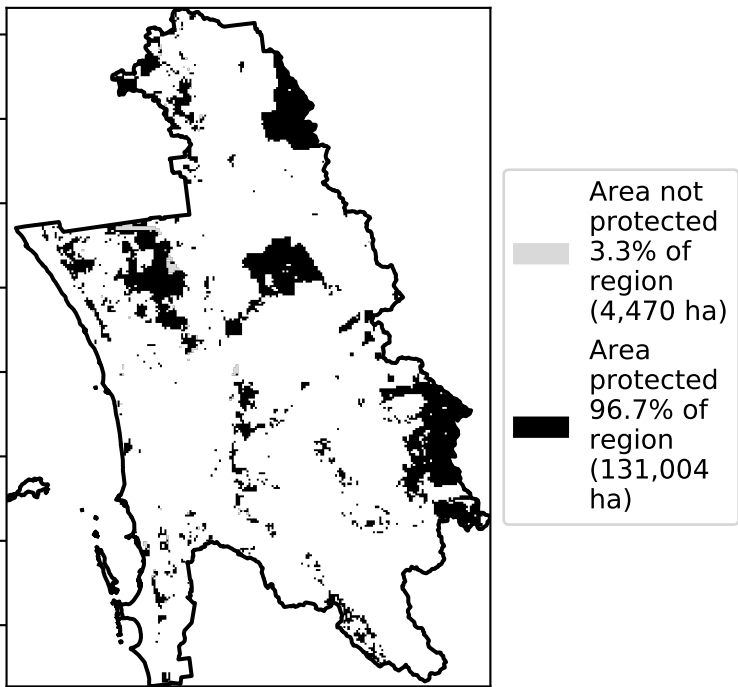 Area not
protected
3.3% of
region
(4,470 ha)
Area
protected
96.7% of
region
(131,004
ha)